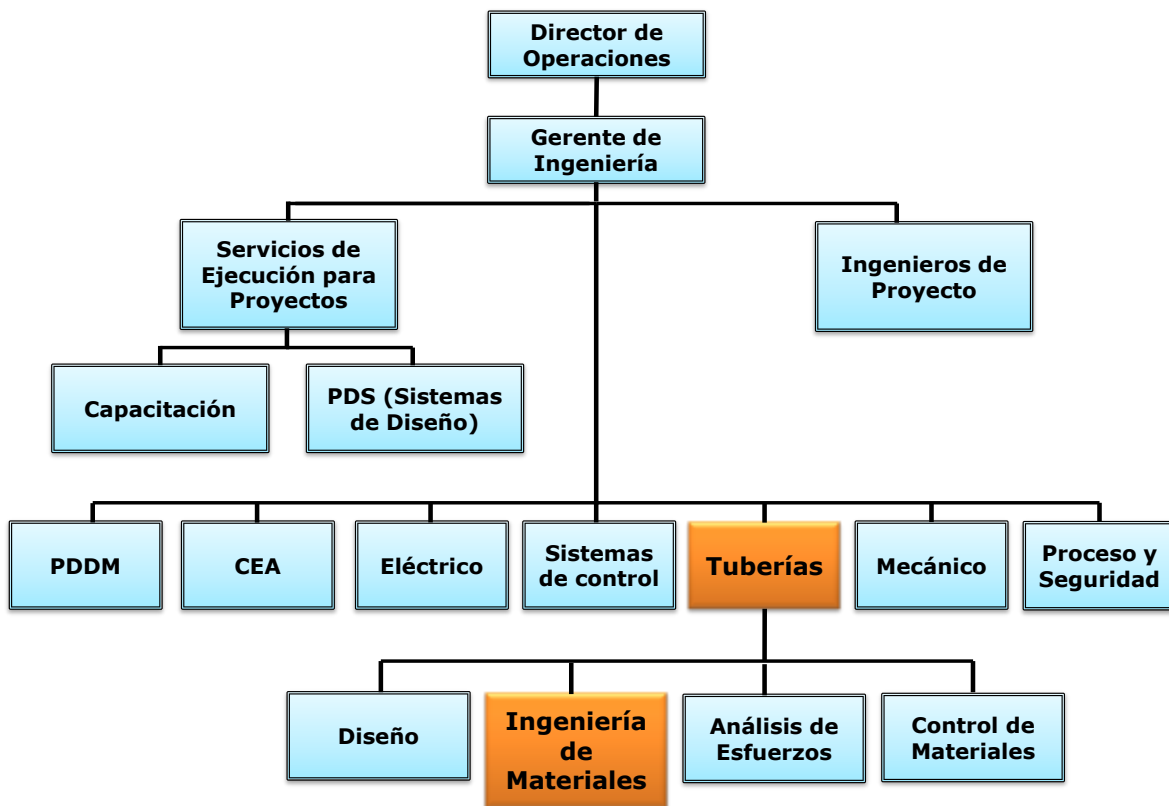 Director de
Operaciones
Gerente de
Ingeniería
Servicios de
Ejecución para
Proyectos
Ingenieros de
Proyecto
Capacitación
PDS (Sistemas
de Diseño)
PDDM
CEA
Eléctrico
Sistemas
de control
Tuberías
Mecánico
Proceso y
Seguridad
Diseño
Ingeniería
de
Materiales
Análisis de
Esfuerzos
Control de
Materiales